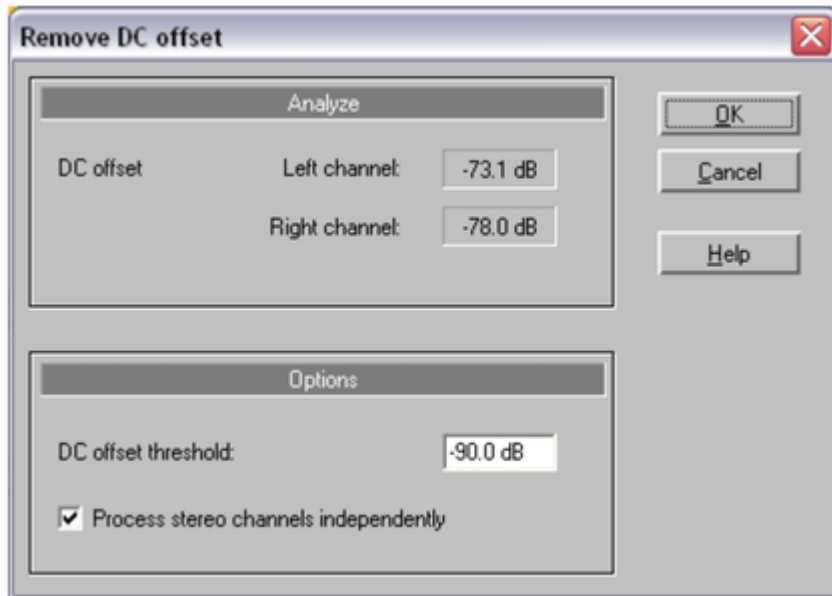 Remove DC offset
Analyze
DC offset Left channel: -73.1 dB
Right channel: -78.0 dB
OK
Cancel
Help
Options
DC offset threshold: -90.0 dB
Process stereo channels independently